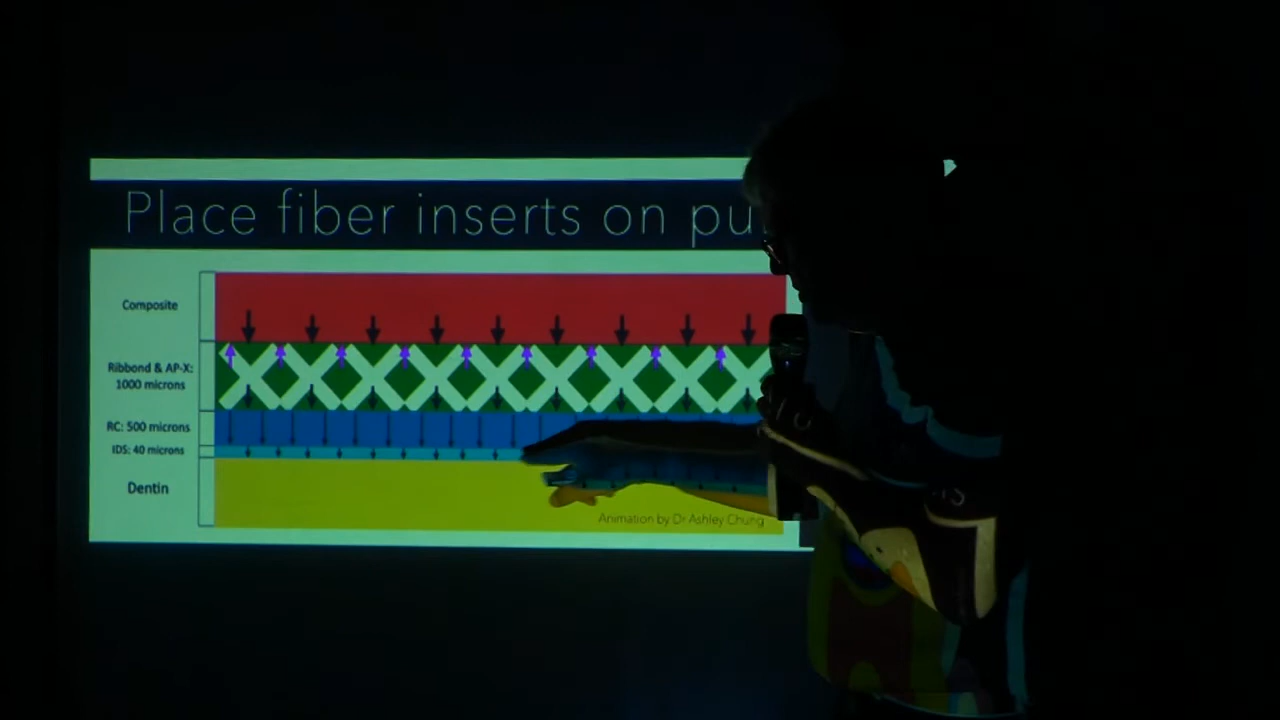 Place fiber inserts on pu
Composite
Ribbond & AP-X:
1000 microns
RC: 500 microns
IDS: 40 microns
Dentin
Animation by Dr Ashley Chung